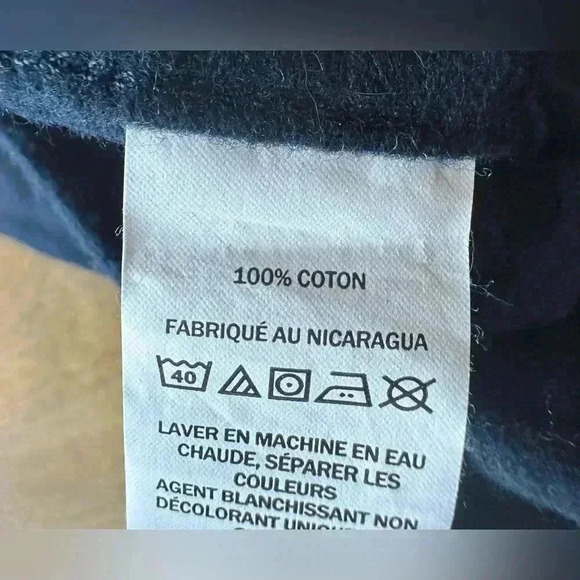 100% COTON
FABRIQUÉ AU NICARAGUA
40
LAVER EN MACHINE EN EAU
CHAUDE, SÉPARER LES
COULEURS
AGENT BLANCHISSANT NON
DÉCOLORANT